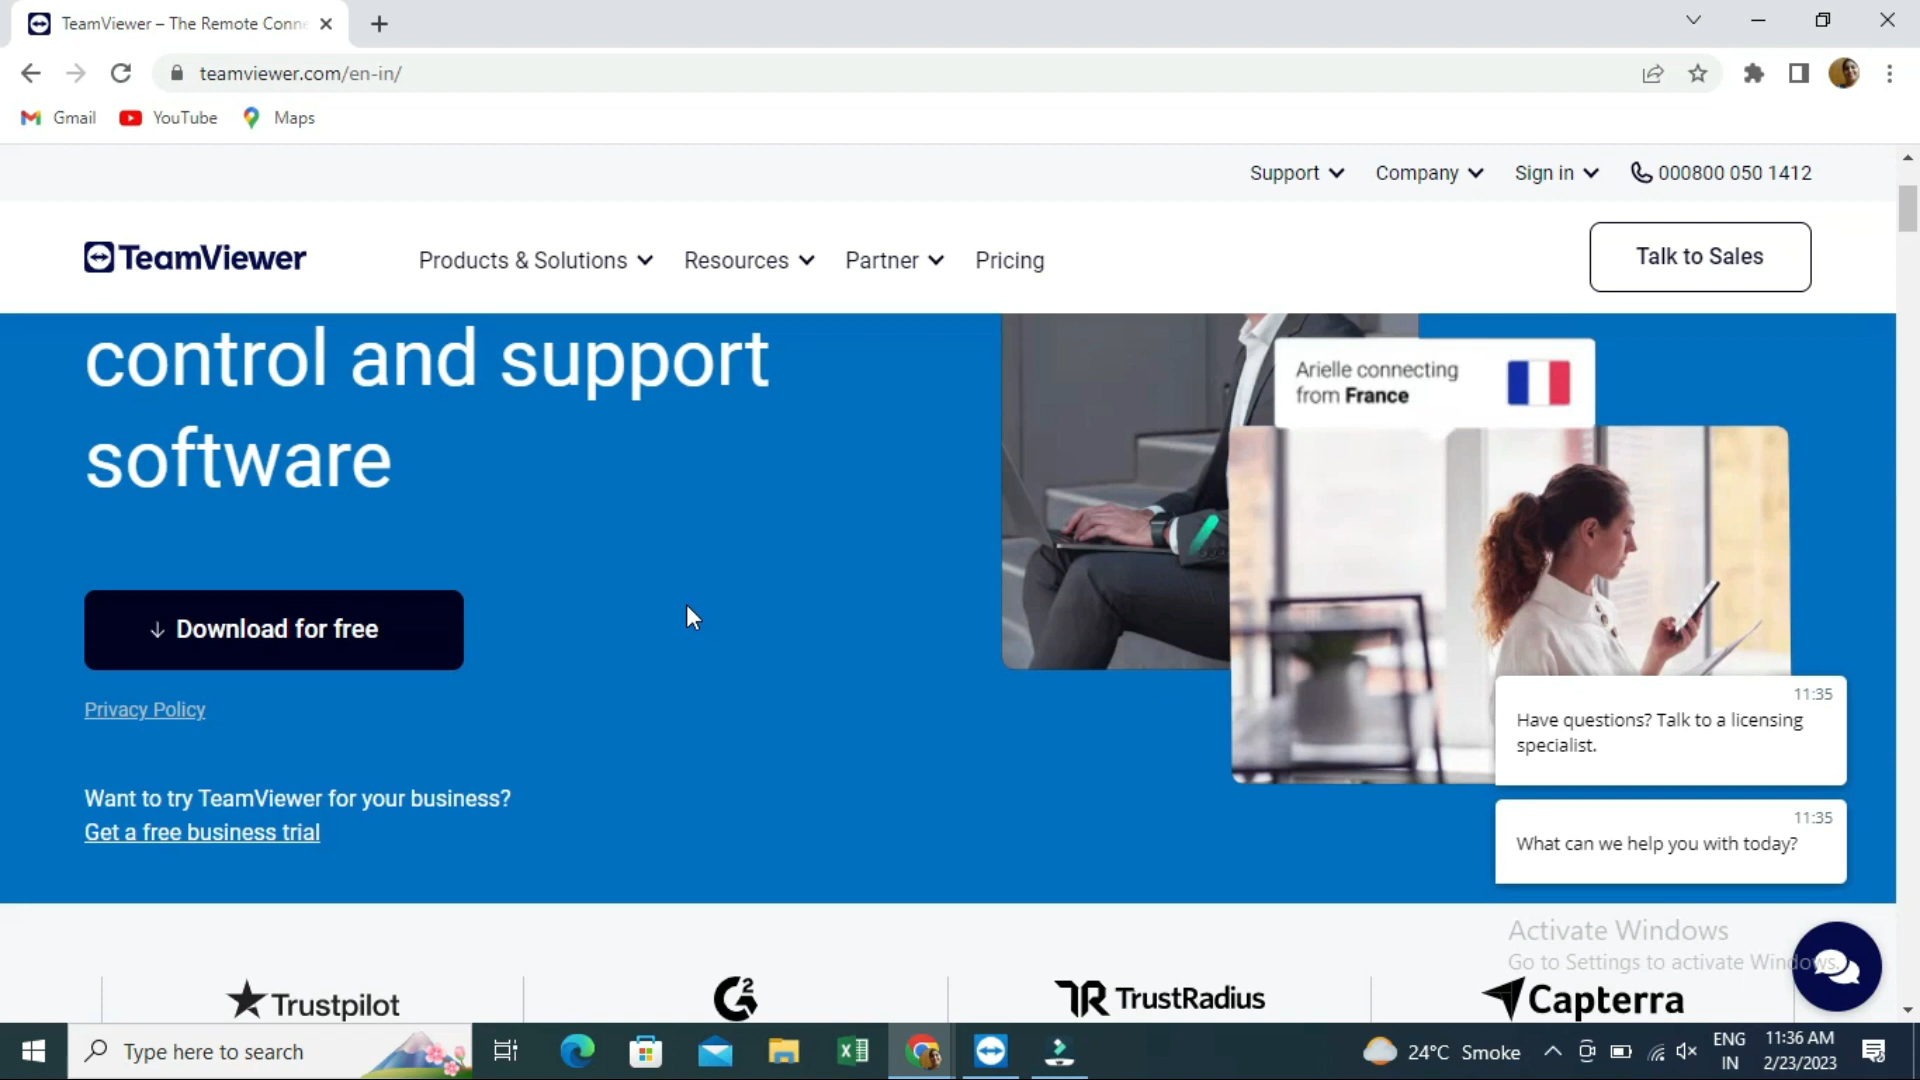 TeamViewer – The Remote Conne
teamviewer.com/en-in/
Gmail YouTube Maps
Support Company Sign in 000800 050 1412
TeamViewer Products & Solutions Resources Partner Pricing Talk to Sales
control and support
software
Arielle connecting
from France
Download for free
Privacy Policy
Want to try TeamViewer for your business?
Get a free business trial
11:35
Have questions? Talk to a licensing
specialist.
11:35
What can we help you with today?
Activate Windows
Go to Settings to activate Windows.
Trustpilot G2 TrustRadius Capterra
Type here to search
24°C Smoke
ENG
IN
11:36 AM
2/23/2023